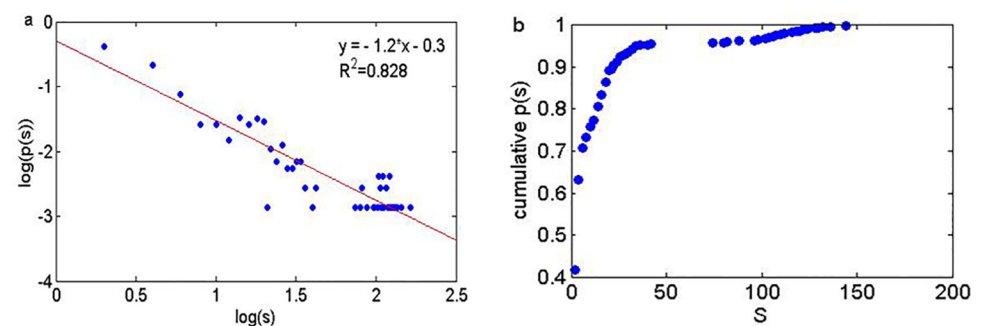 a
y = - 1.2*x - 0.3
R²=0.828
log(p(s))
0
-1
-2
-3
-4
0 0.5 1 1.5 2 2.5
log(s)
b
cumulative p(s)
1
0.9
0.8
0.7
0.6
0.5
0.4
0 50 100 150 200
S